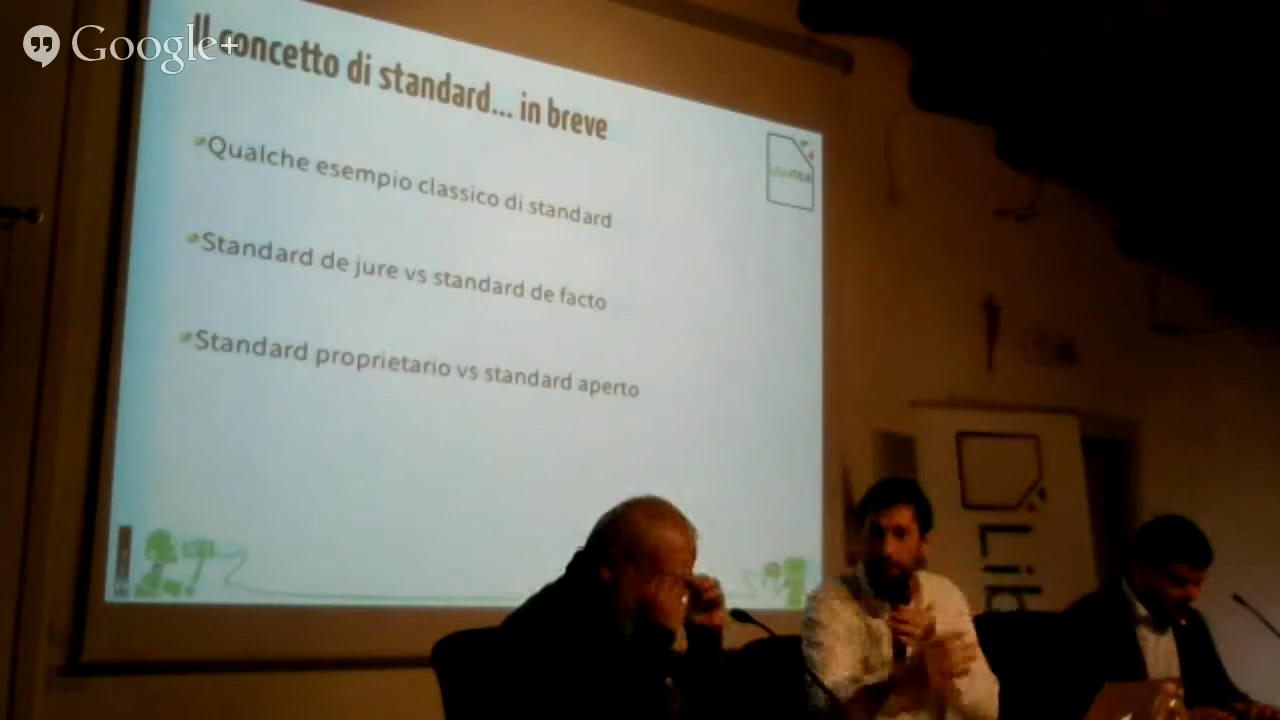 Google+
Il concetto di standard... in breve
Qualche esempio classico di standard
Standard de jure vs standard de facto
Standard proprietario vs standard aperto
Lib